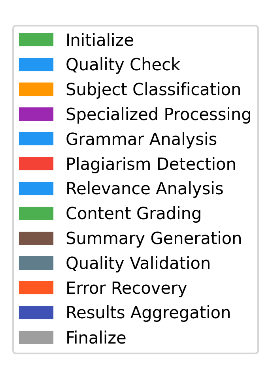 Initialize
Quality Check
Subject Classification
Specialized Processing
Grammar Analysis
Plagiarism Detection
Relevance Analysis
Content Grading
Summary Generation
Quality Validation
Error Recovery
Results Aggregation
Finalize